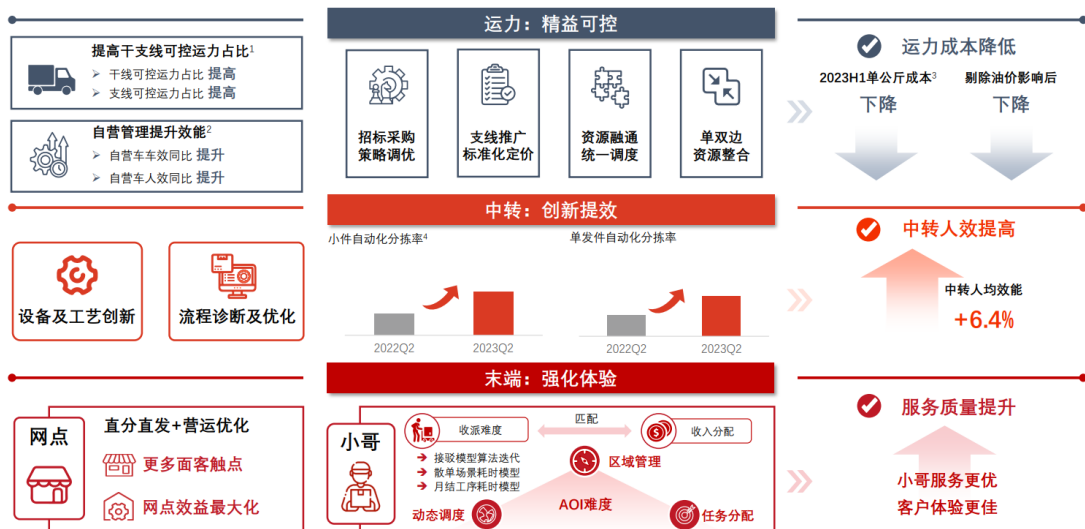 运力：精益可控
提高干支线可控运力占比1
干线可控运力占比 提高
支线可控运力占比 提高
自营管理提升效能2
自营车车效同比 提升
自营车人效同比 提升
招标采购
策略调优
支线推广
标准化定价
资源融通
统一调度
单双边
资源整合
运力成本降低
2023H1单公斤成本3
下降
剔除油价影响后
下降
中转：创新提效
设备及工艺创新
流程诊断及优化
小件自动化分拣率4
2022Q2
2023Q2
单发件自动化分拣率
2022Q2
2023Q2
中转人效提高
中转人均效能
+6.4%
末端：强化体验
网点
直分直发+营运优化
更多面客触点
网点效益最大化
小哥
收派难度
匹配
收入分配
接驳模型算法迭代
散单场景耗时模型
月结工序耗时模型
区域管理
AOI难度
动态调度
任务分配
服务质量提升
小哥服务更优
客户体验更佳